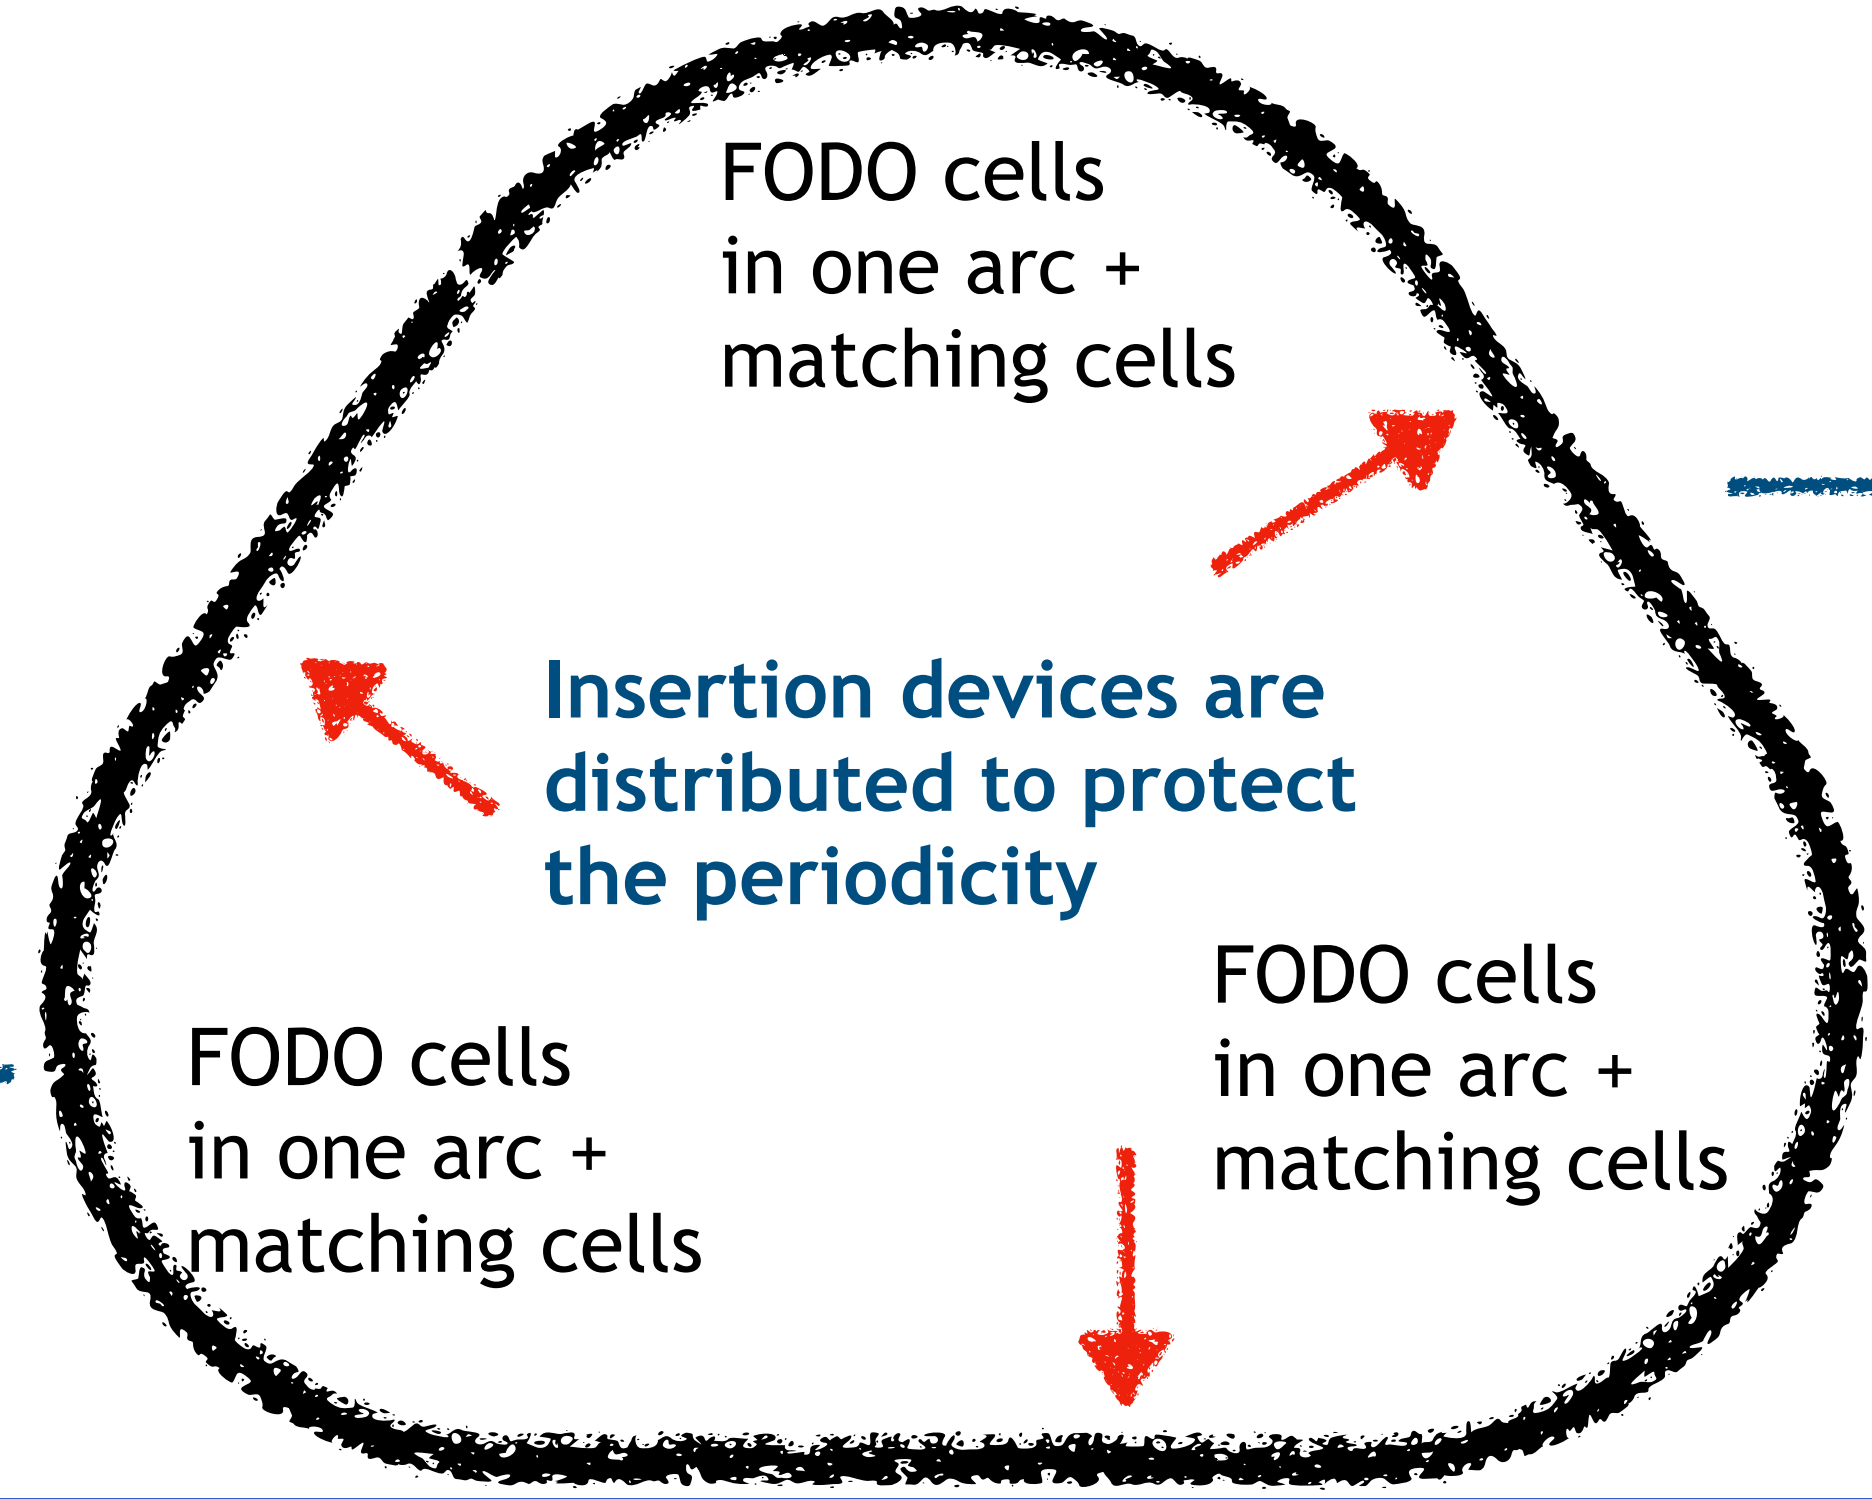 FODO cells
in one arc +
matching cells
Insertion devices are
distributed to protect
the periodicity
FODO cells
in one arc +
matching cells
FODO cells
in one arc +
matching cells